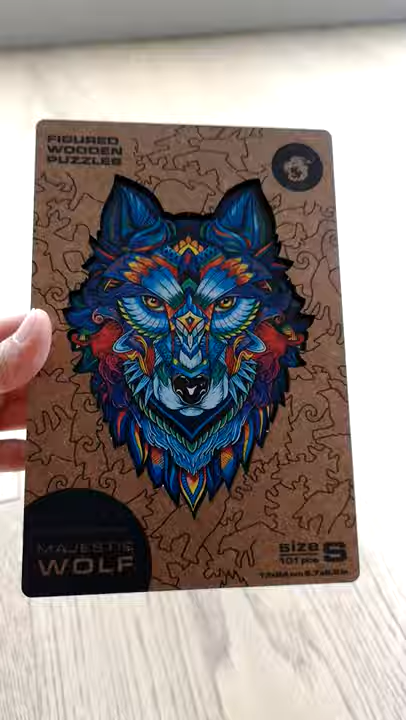 FIGURED
WOODEN
PUZZLES
MAJESTIC
WOLF
size S
101 pcs